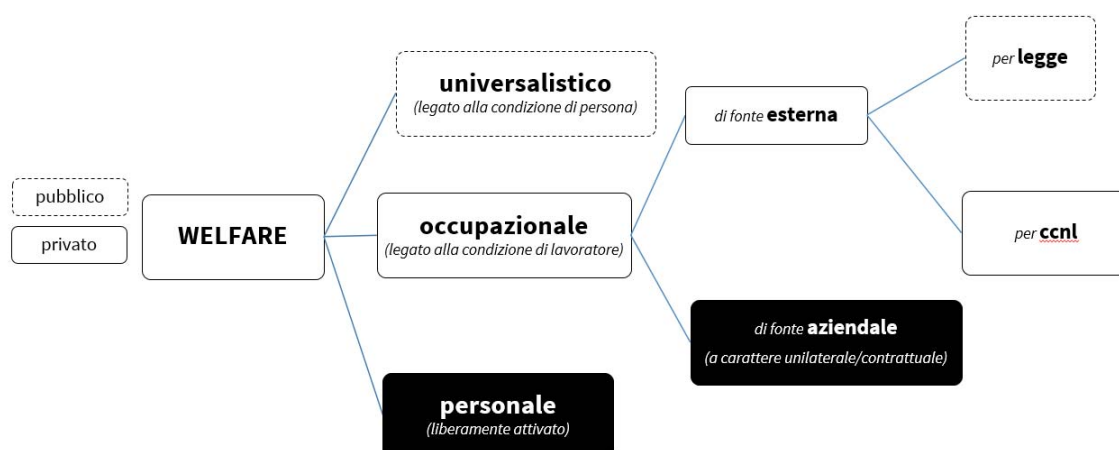 pubblico
privato
WELFARE
universalistico
(legato alla condizione di persona)
occupazionale
(legato alla condizione di lavoratore)
personale
(liberamente attivato)
di fonte esterna
di fonte aziendale
(a carattere unilaterale/contrattuale)
per legge
per ccnl